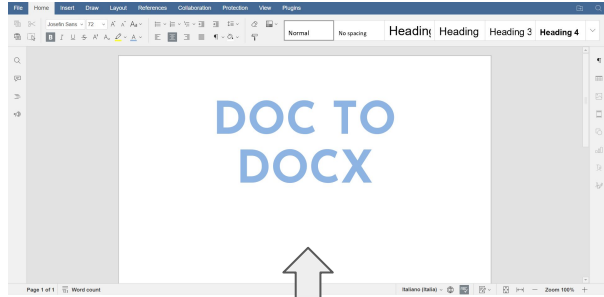 File Home Insert Draw Layout References Collaboration Protection View Plugins
Josefin Sans 72
Normal No spacing Heading Heading Heading 3 Heading 4
DOC TO
DOCX
Page 1 of 1 Word count Italiano (Italia) Zoom 100%